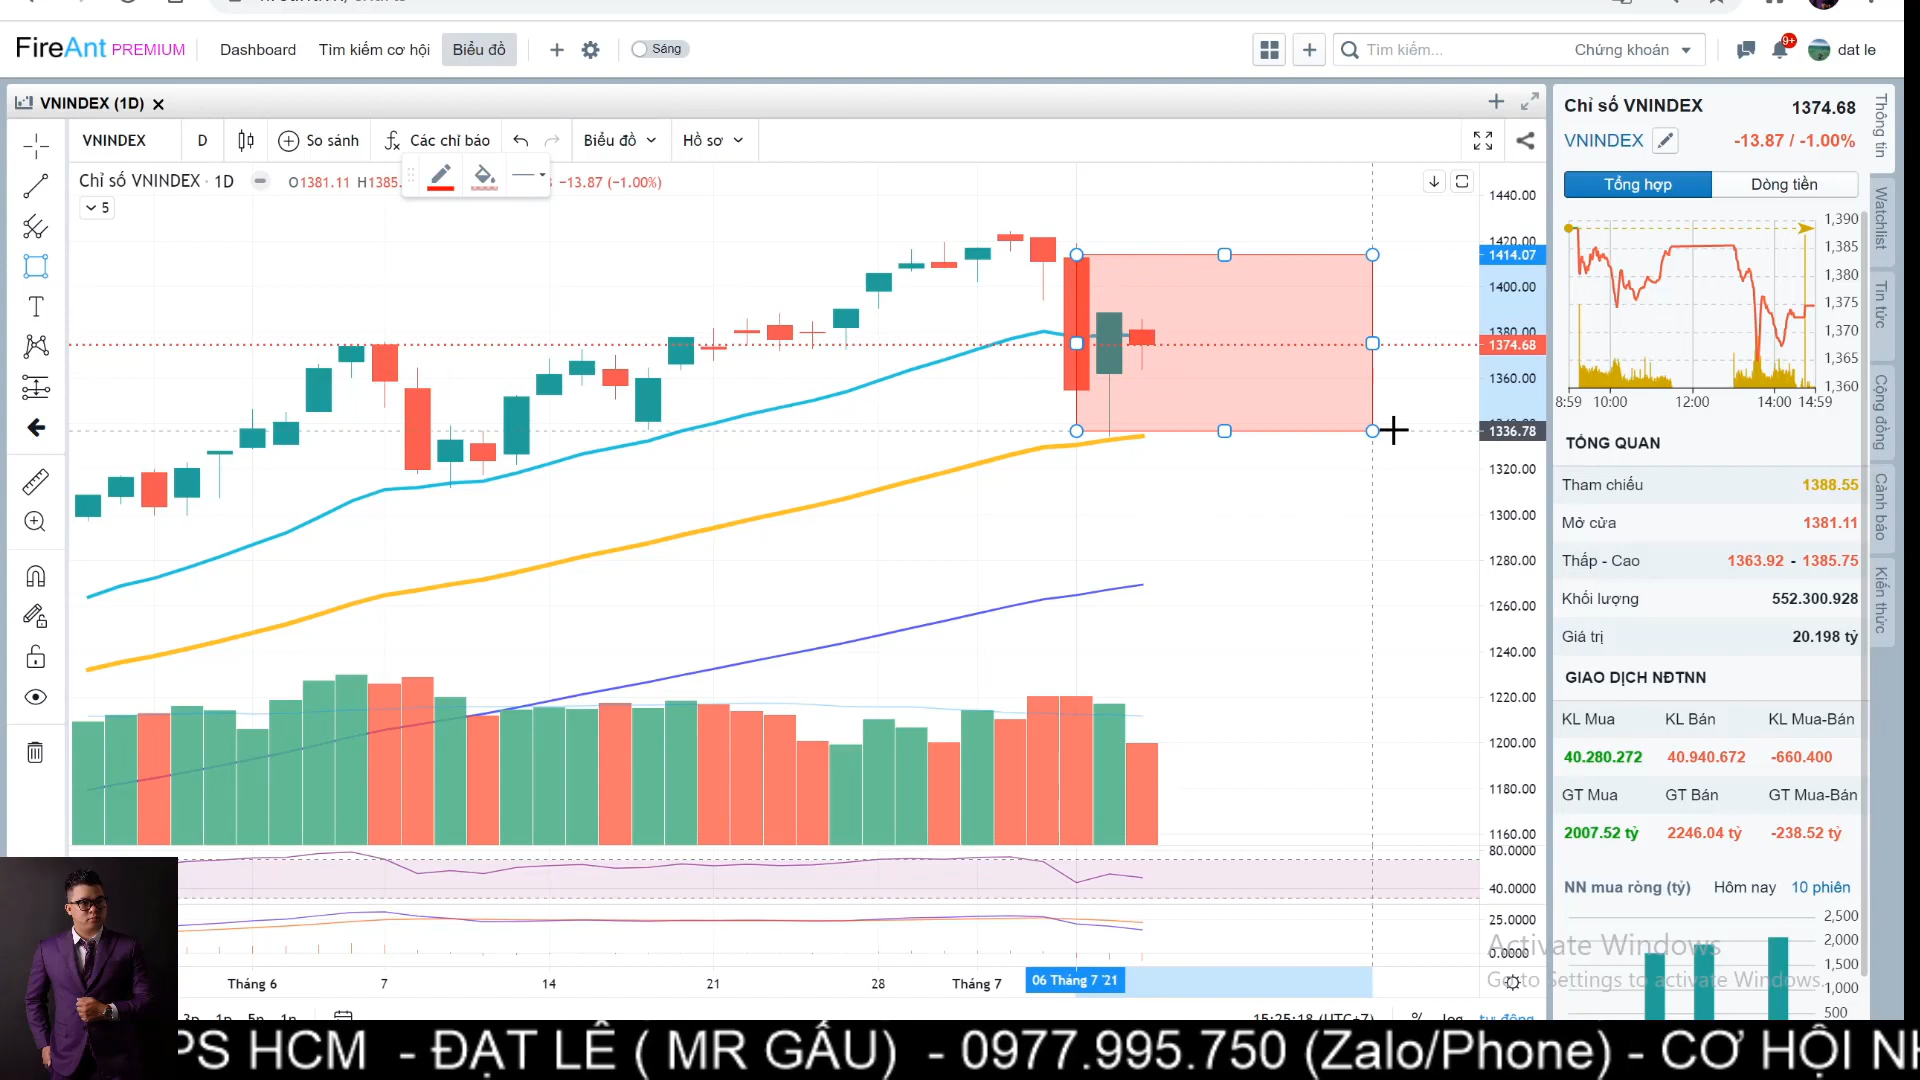 FireAnt PREMIUM
Dashboard
Tìm kiếm cơ hội
Biểu đồ
Sáng
Tìm kiếm...
Chứng khoán
9+
dat le
VNINDEX (1D)
VNINDEX
D
So sánh
Các chỉ báo
Biểu đồ
Hồ sơ
Chỉ số VNINDEX · 1D
O1381.11 H1385.
−13.87 (−1.00%)
5
1440.00
1420.00
1414.07
1400.00
1380.00
1374.68
1360.00
1336.78
1320.00
1300.00
1280.00
1260.00
1240.00
1220.00
1200.00
1180.00
1160.00
80.0000
40.0000
25.0000
0.0000
Tháng 6
7
14
21
28
Tháng 7
06 Tháng 7 '21
15:25:18 (UTC+7)
%
log
tự động
Chỉ số VNINDEX
1374.68
VNINDEX
-13.87 / -1.00%
Tổng hợp
Dòng tiền
1,390
1,385
1,380
1,375
1,370
1,365
1,360
8:59 10:00 12:00 14:00 14:59
TỔNG QUAN
Tham chiếu 1388.55
Mở cửa 1381.11
Thấp - Cao 1363.92 - 1385.75
Khối lượng 552.300.928
Giá trị 20.198 tỷ
GIAO DỊCH NĐTNN
KL Mua KL Bán KL Mua-Bán
40.280.272 40.940.672 -660.400
GT Mua GT Bán GT Mua-Bán
2007.52 tỷ 2246.04 tỷ -238.52 tỷ
NN mua ròng (tỷ) Hôm nay 10 phiên
2,500
2,000
1,500
1,000
500
Thông tin
Watchlist
Tin tức
Cộng đồng
Cảnh báo
Kiến thức
Activate Windows
Go to Settings to activate Windows.
PS HCM - ĐẠT LÊ ( MR GẤU) - 0977.995.750 (Zalo/Phone) - CƠ HỘI